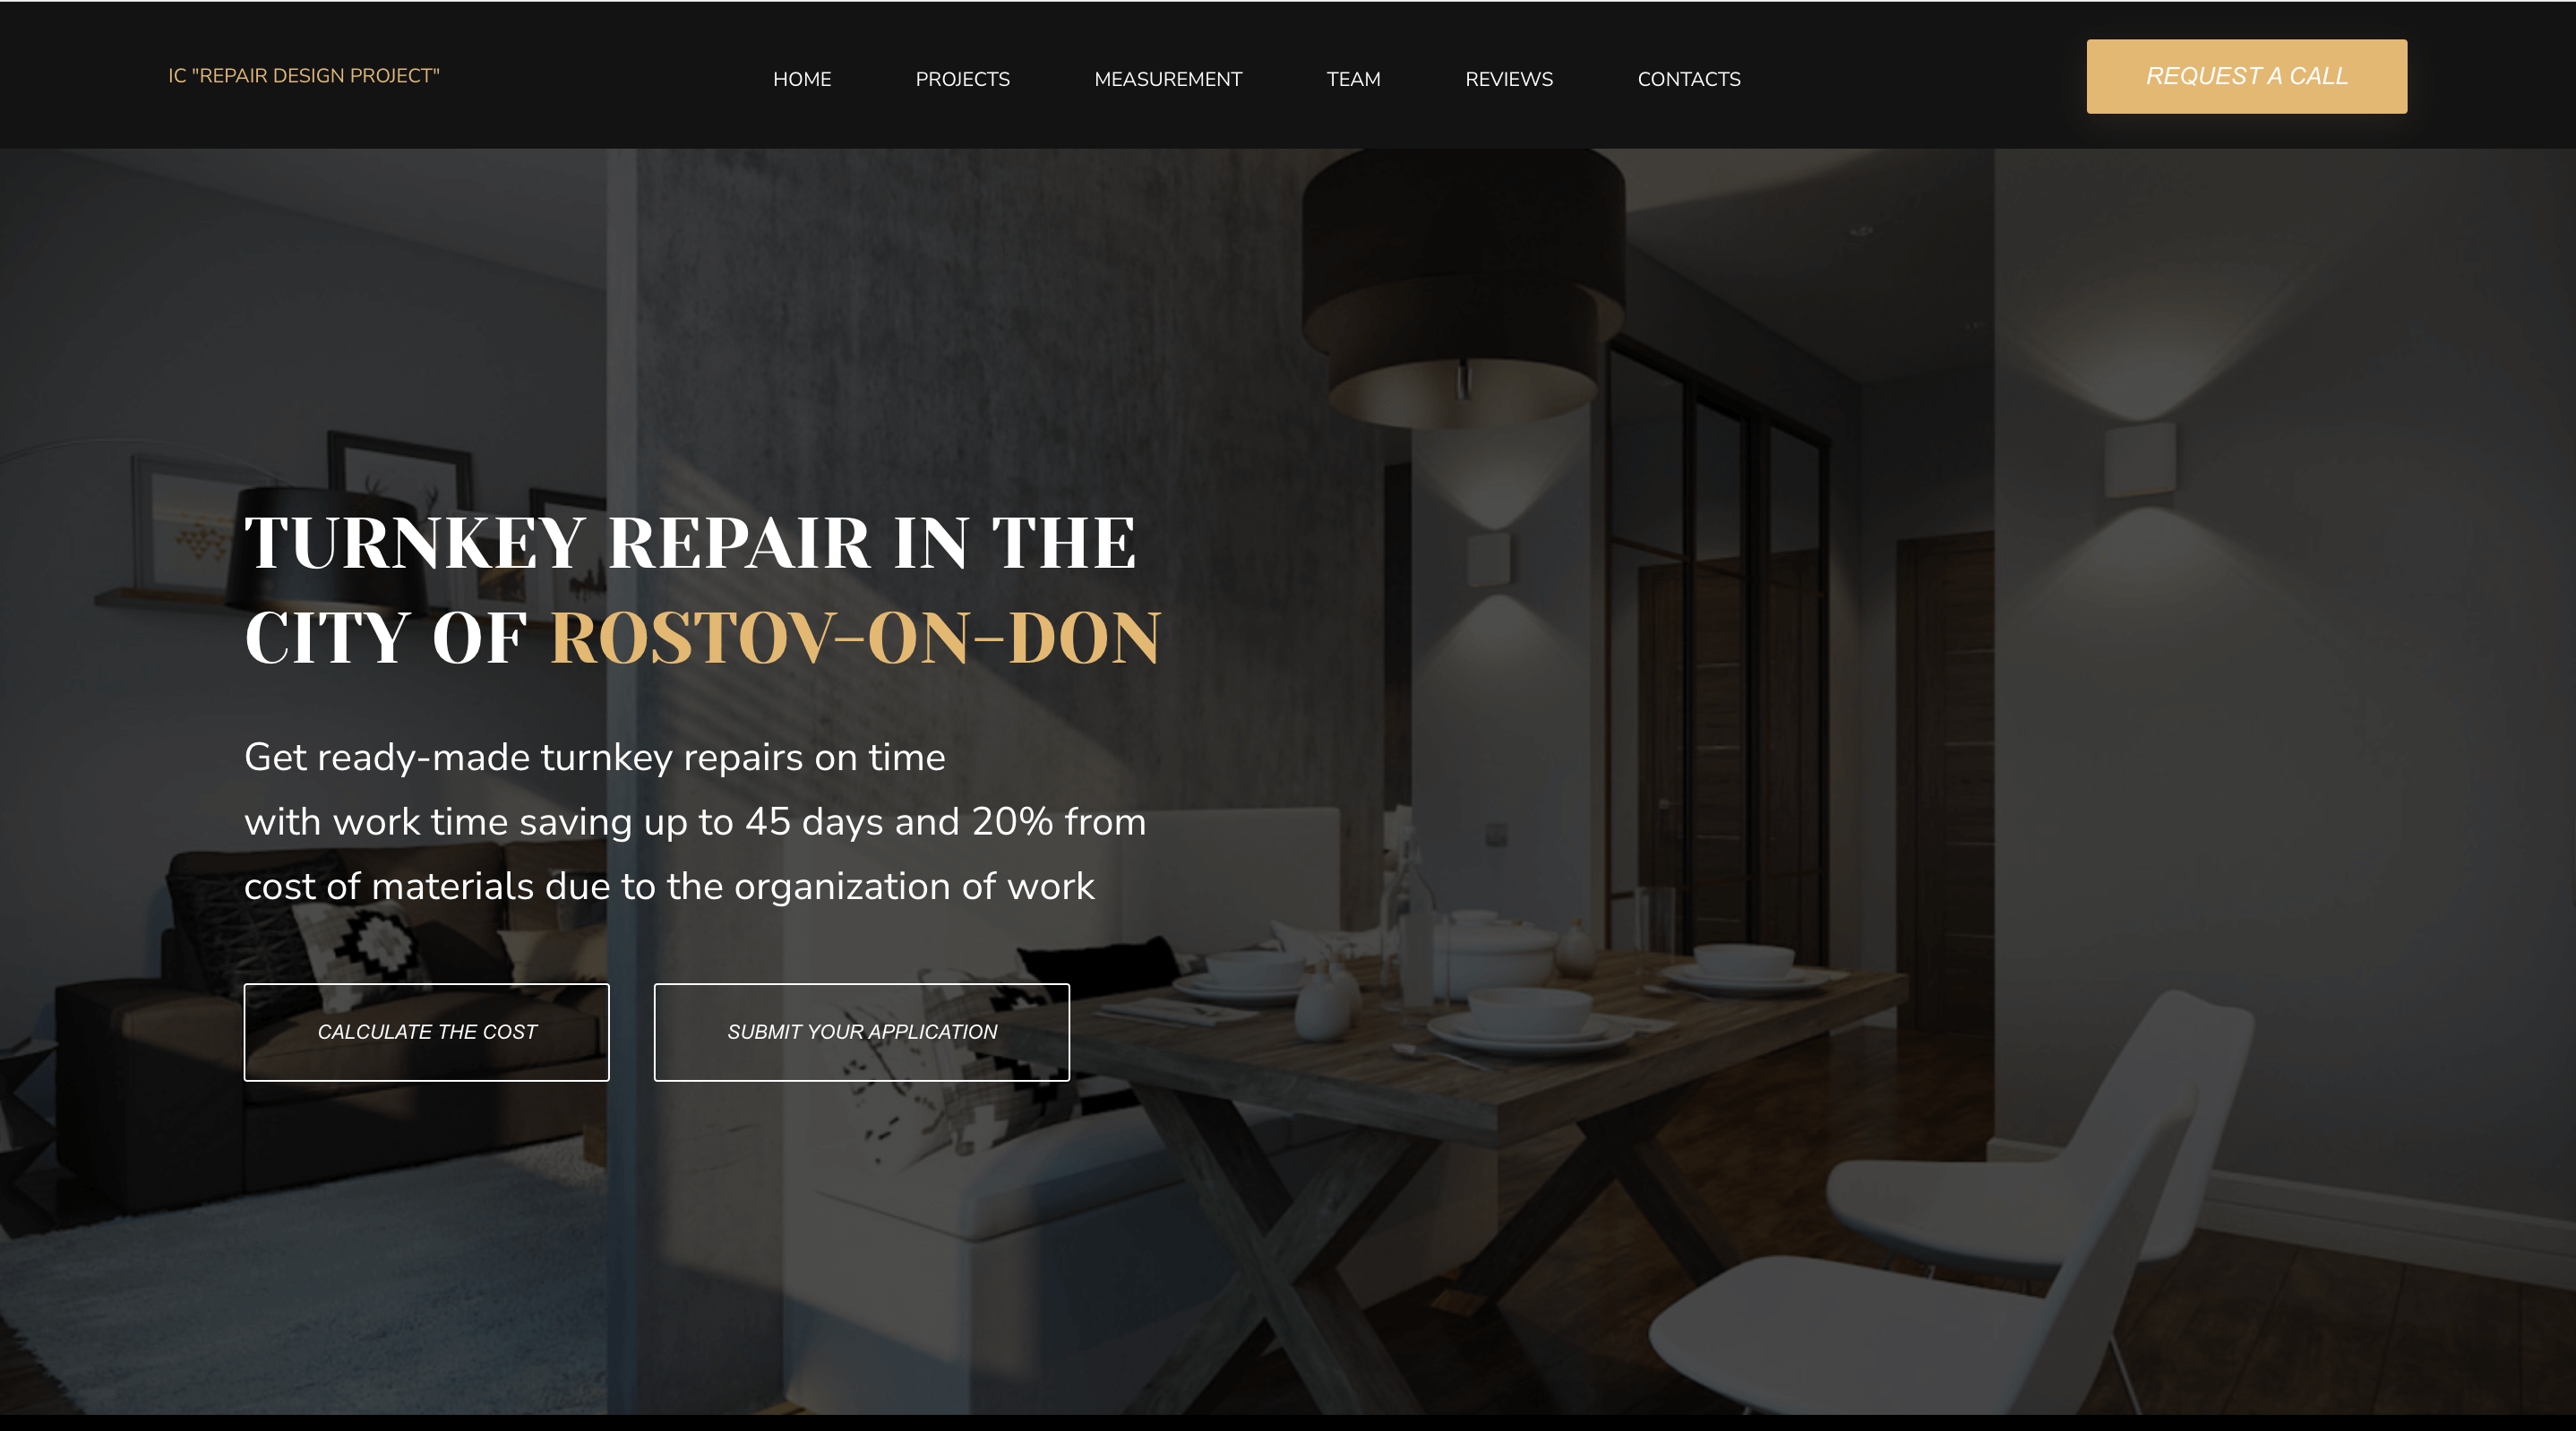 IC "REPAIR DESIGN PROJECT"
HOME PROJECTS MEASUREMENT TEAM REVIEWS CONTACTS
REQUEST A CALL
TURNKEY REPAIR IN THE
CITY OF ROSTOV-ON-DON
Get ready-made turnkey repairs on time
with work time saving up to 45 days and 20% from
cost of materials due to the organization of work
CALCULATE THE COST
SUBMIT YOUR APPLICATION